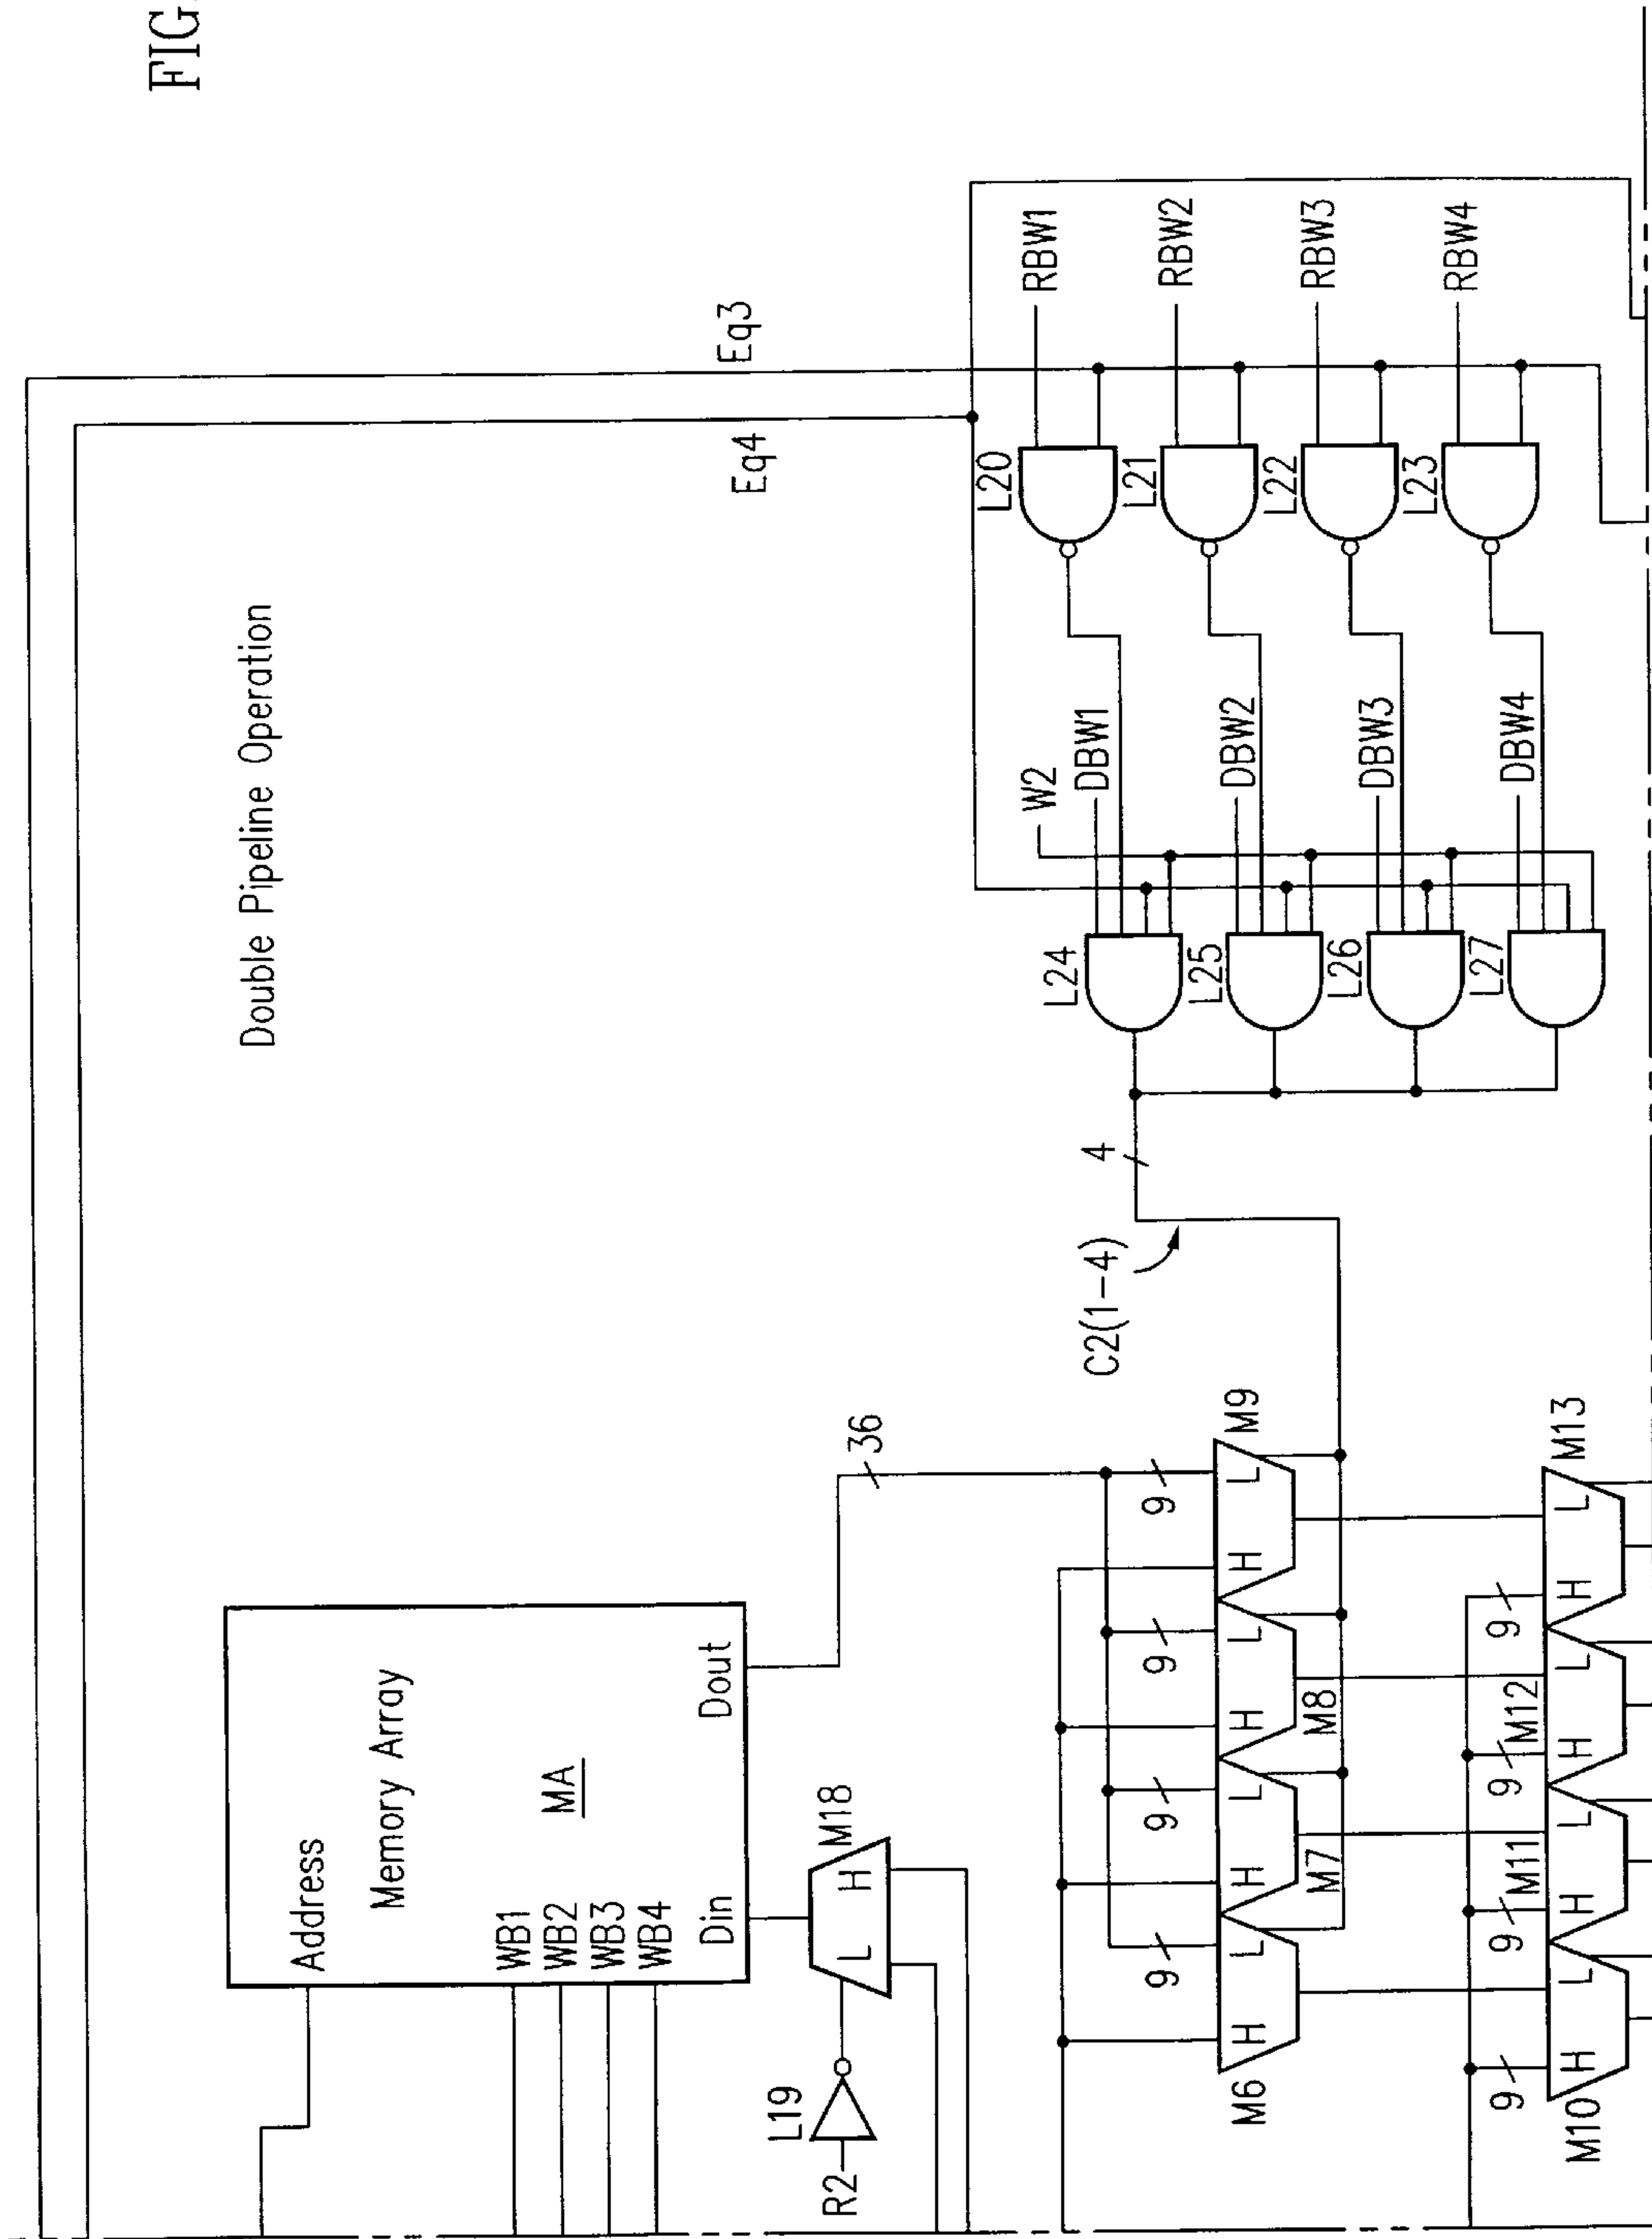 FIG.
Double Pipeline Operation
Eq3
Eq4
Address
Memory Array
MA
WB1
WB2
WB3
WB4
Din
Dout
36
M18
L
H
L19
R2
W2
DBW1
DBW2
DBW3
DBW4
RBW1
RBW2
RBW3
RBW4
L20
L21
L22
L23
L24
L25
L26
L27
4
C2(1-4)
9
9
9
9
H
L
H
L
H
L
H
L
M6
M7
M8
M9
9
9
9
9
H
L
H
L
H
L
H
L
M10
M11
M12
M13